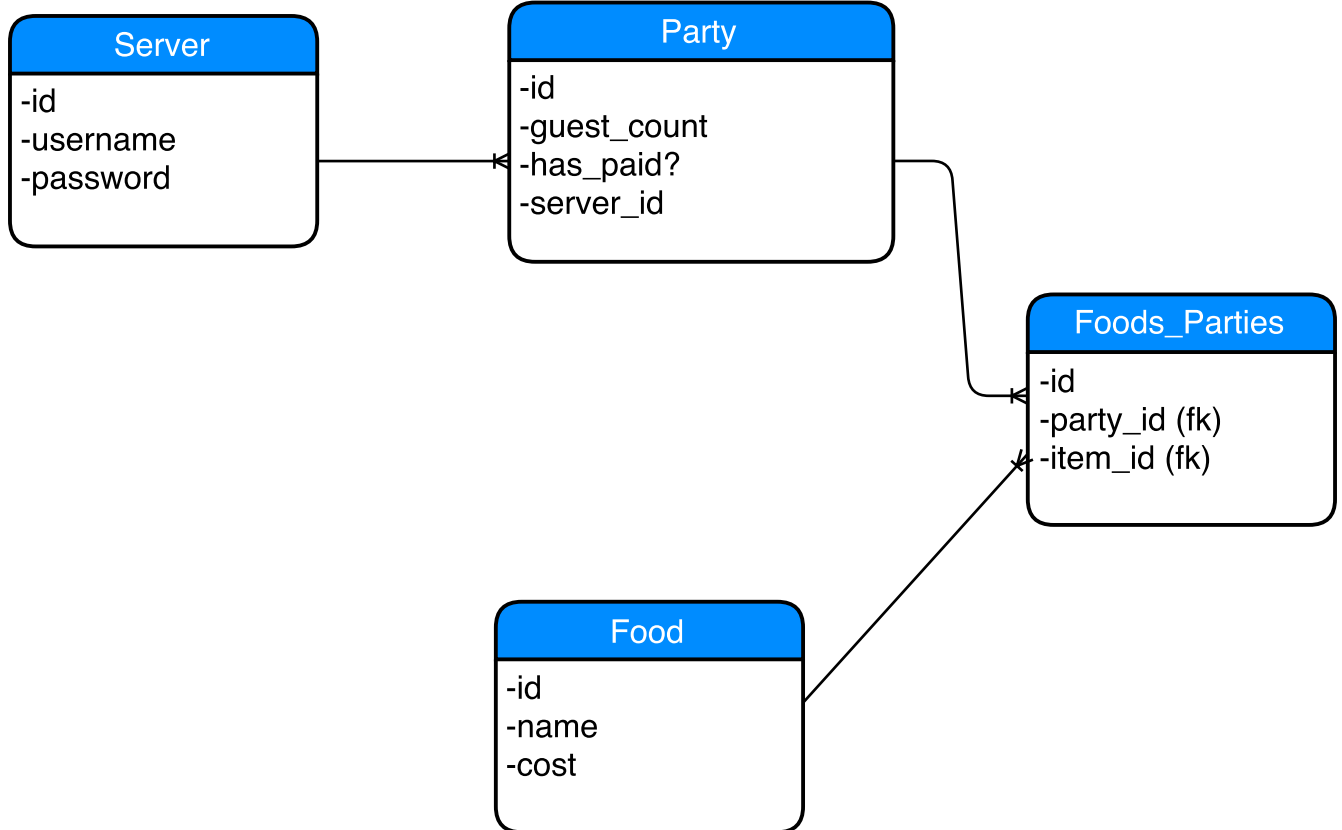 Server
-id
-username
-password
Party
-id
-guest_count
-has_paid?
-server_id
Foods_Parties
-id
-party_id (fk)
-item_id (fk)
Food
-id
-name
-cost